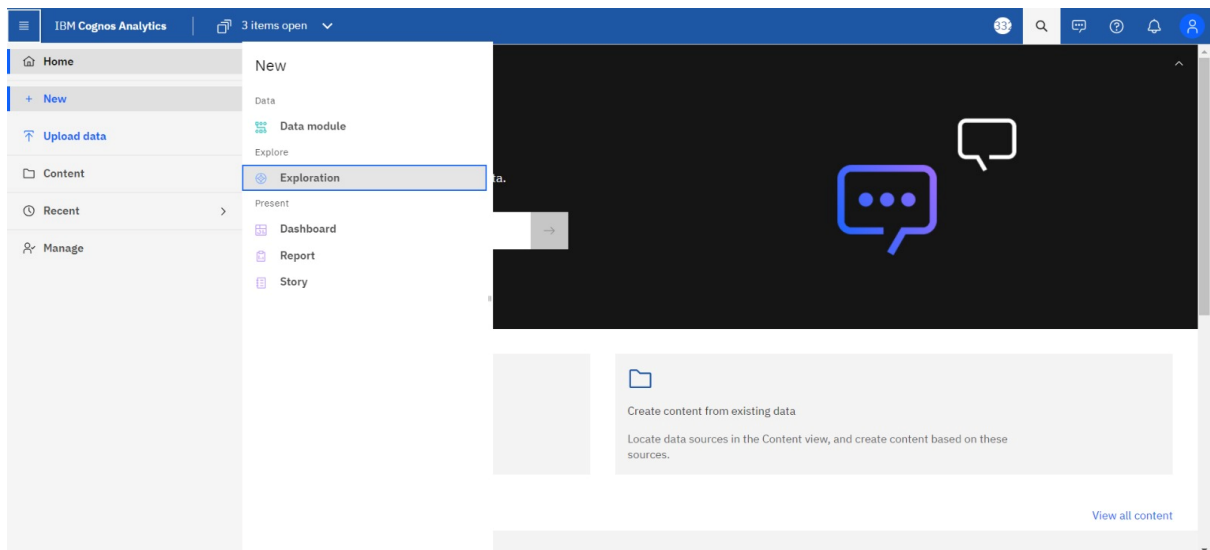 IBM Cognos Analytics
3 items open
Home
New
Upload data
Content
Recent
Manage
New
Data
Data module
Explore
Exploration
Present
Dashboard
Report
Story
ta.
Create content from existing data
Locate data sources in the Content view, and create content based on these
sources.
View all content